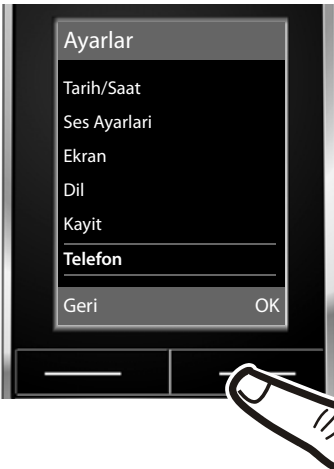 Ayarlar
Tarih/Saat
Ses Ayarlari
Ekran
Dil
Kayit
Telefon
Geri OK